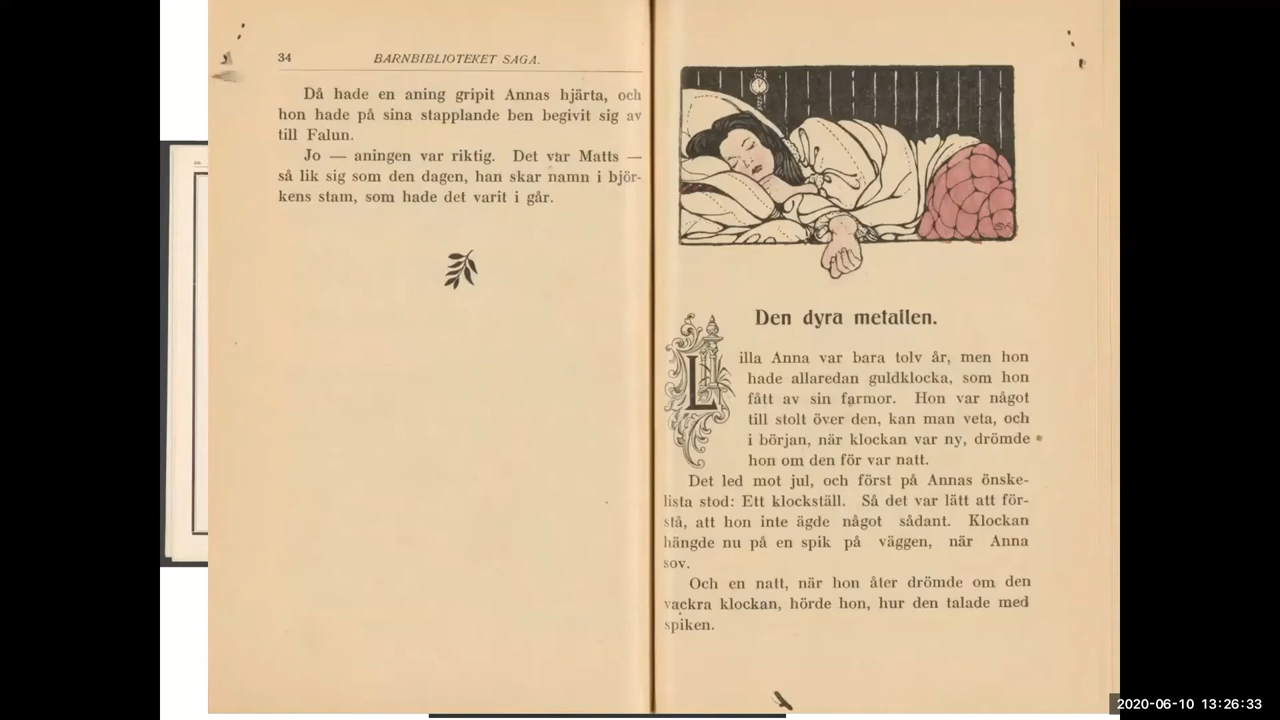 34
BARNBIBLIOTEKET SAGA.
Då hade en aning gripit Annas hjärta, och
hon hade på sina stapplande ben begivit sig av
till Falun.
Jo — aningen var riktig. Det var Matts —
så lik sig som den dagen, han skar namn i björ-
kens stam, som hade det varit i går.
Den dyra metallen.
Lilla Anna var bara tolv år, men hon
hade allaredan guldklocka, som hon
fått av sin farmor. Hon var något
till stolt över den, kan man veta, och
i början, när klockan var ny, drömde
hon om den för var natt.
Det led mot jul, och först på Annas önske-
lista stod: Ett klockställ. Så det var lätt att för-
stå, att hon inte ägde något sådant. Klockan
hängde nu på en spik på väggen, när Anna
sov.
Och en natt, när hon åter drömde om den
vackra klockan, hörde hon, hur den talade med
spiken.
2020-06-10 13:26:33